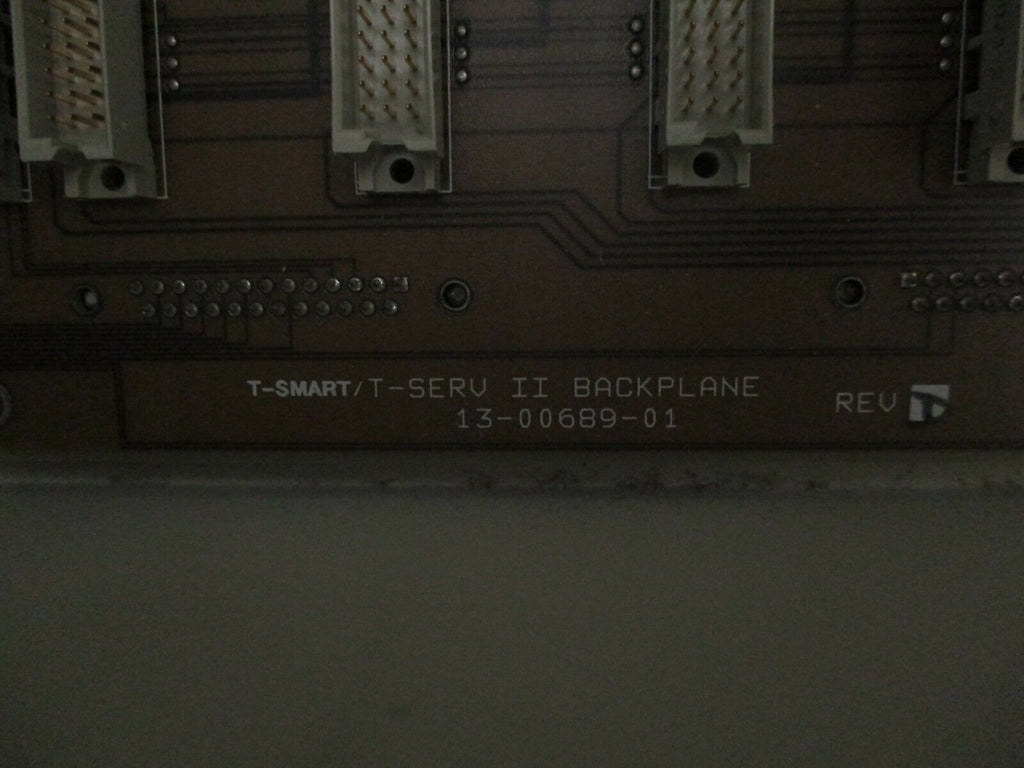 T-SMART/T-SERV II BACKPLANE
13-00689-01
REV D